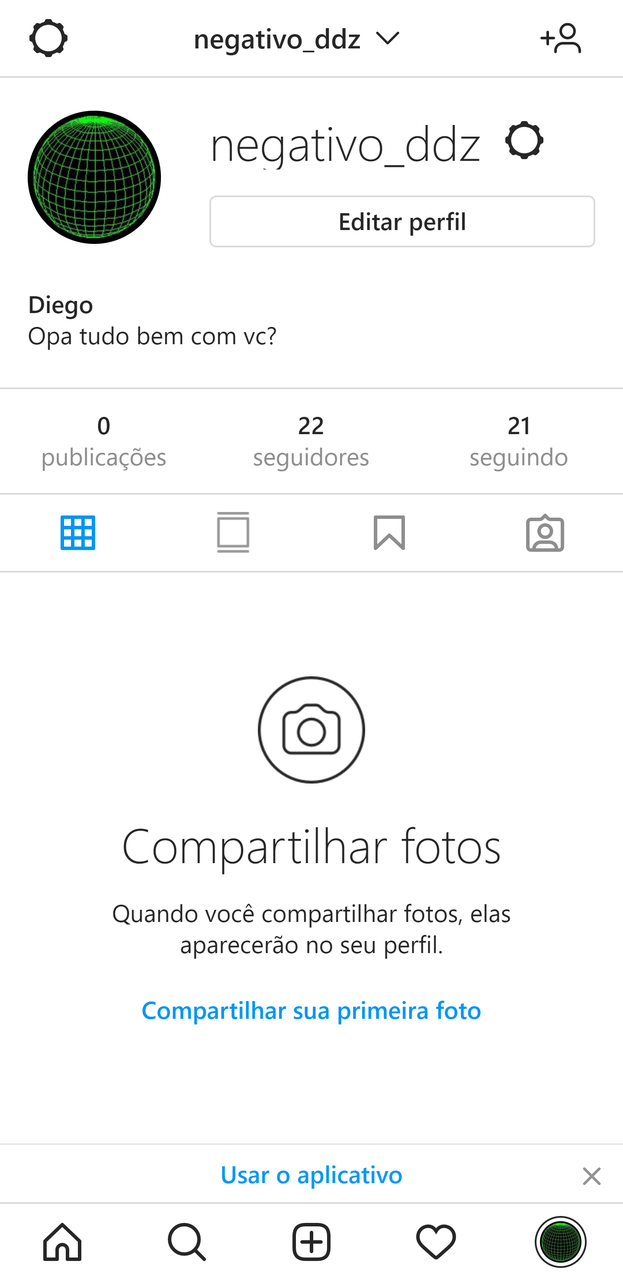 negativo_ddz
negativo_ddz
Editar perfil
Diego
Opa tudo bem com vc?
0 22 21
publicações seguidores seguindo
Compartilhar fotos
Quando você compartilhar fotos, elas
aparecerão no seu perfil.
Compartilhar sua primeira foto
Usar o aplicativo